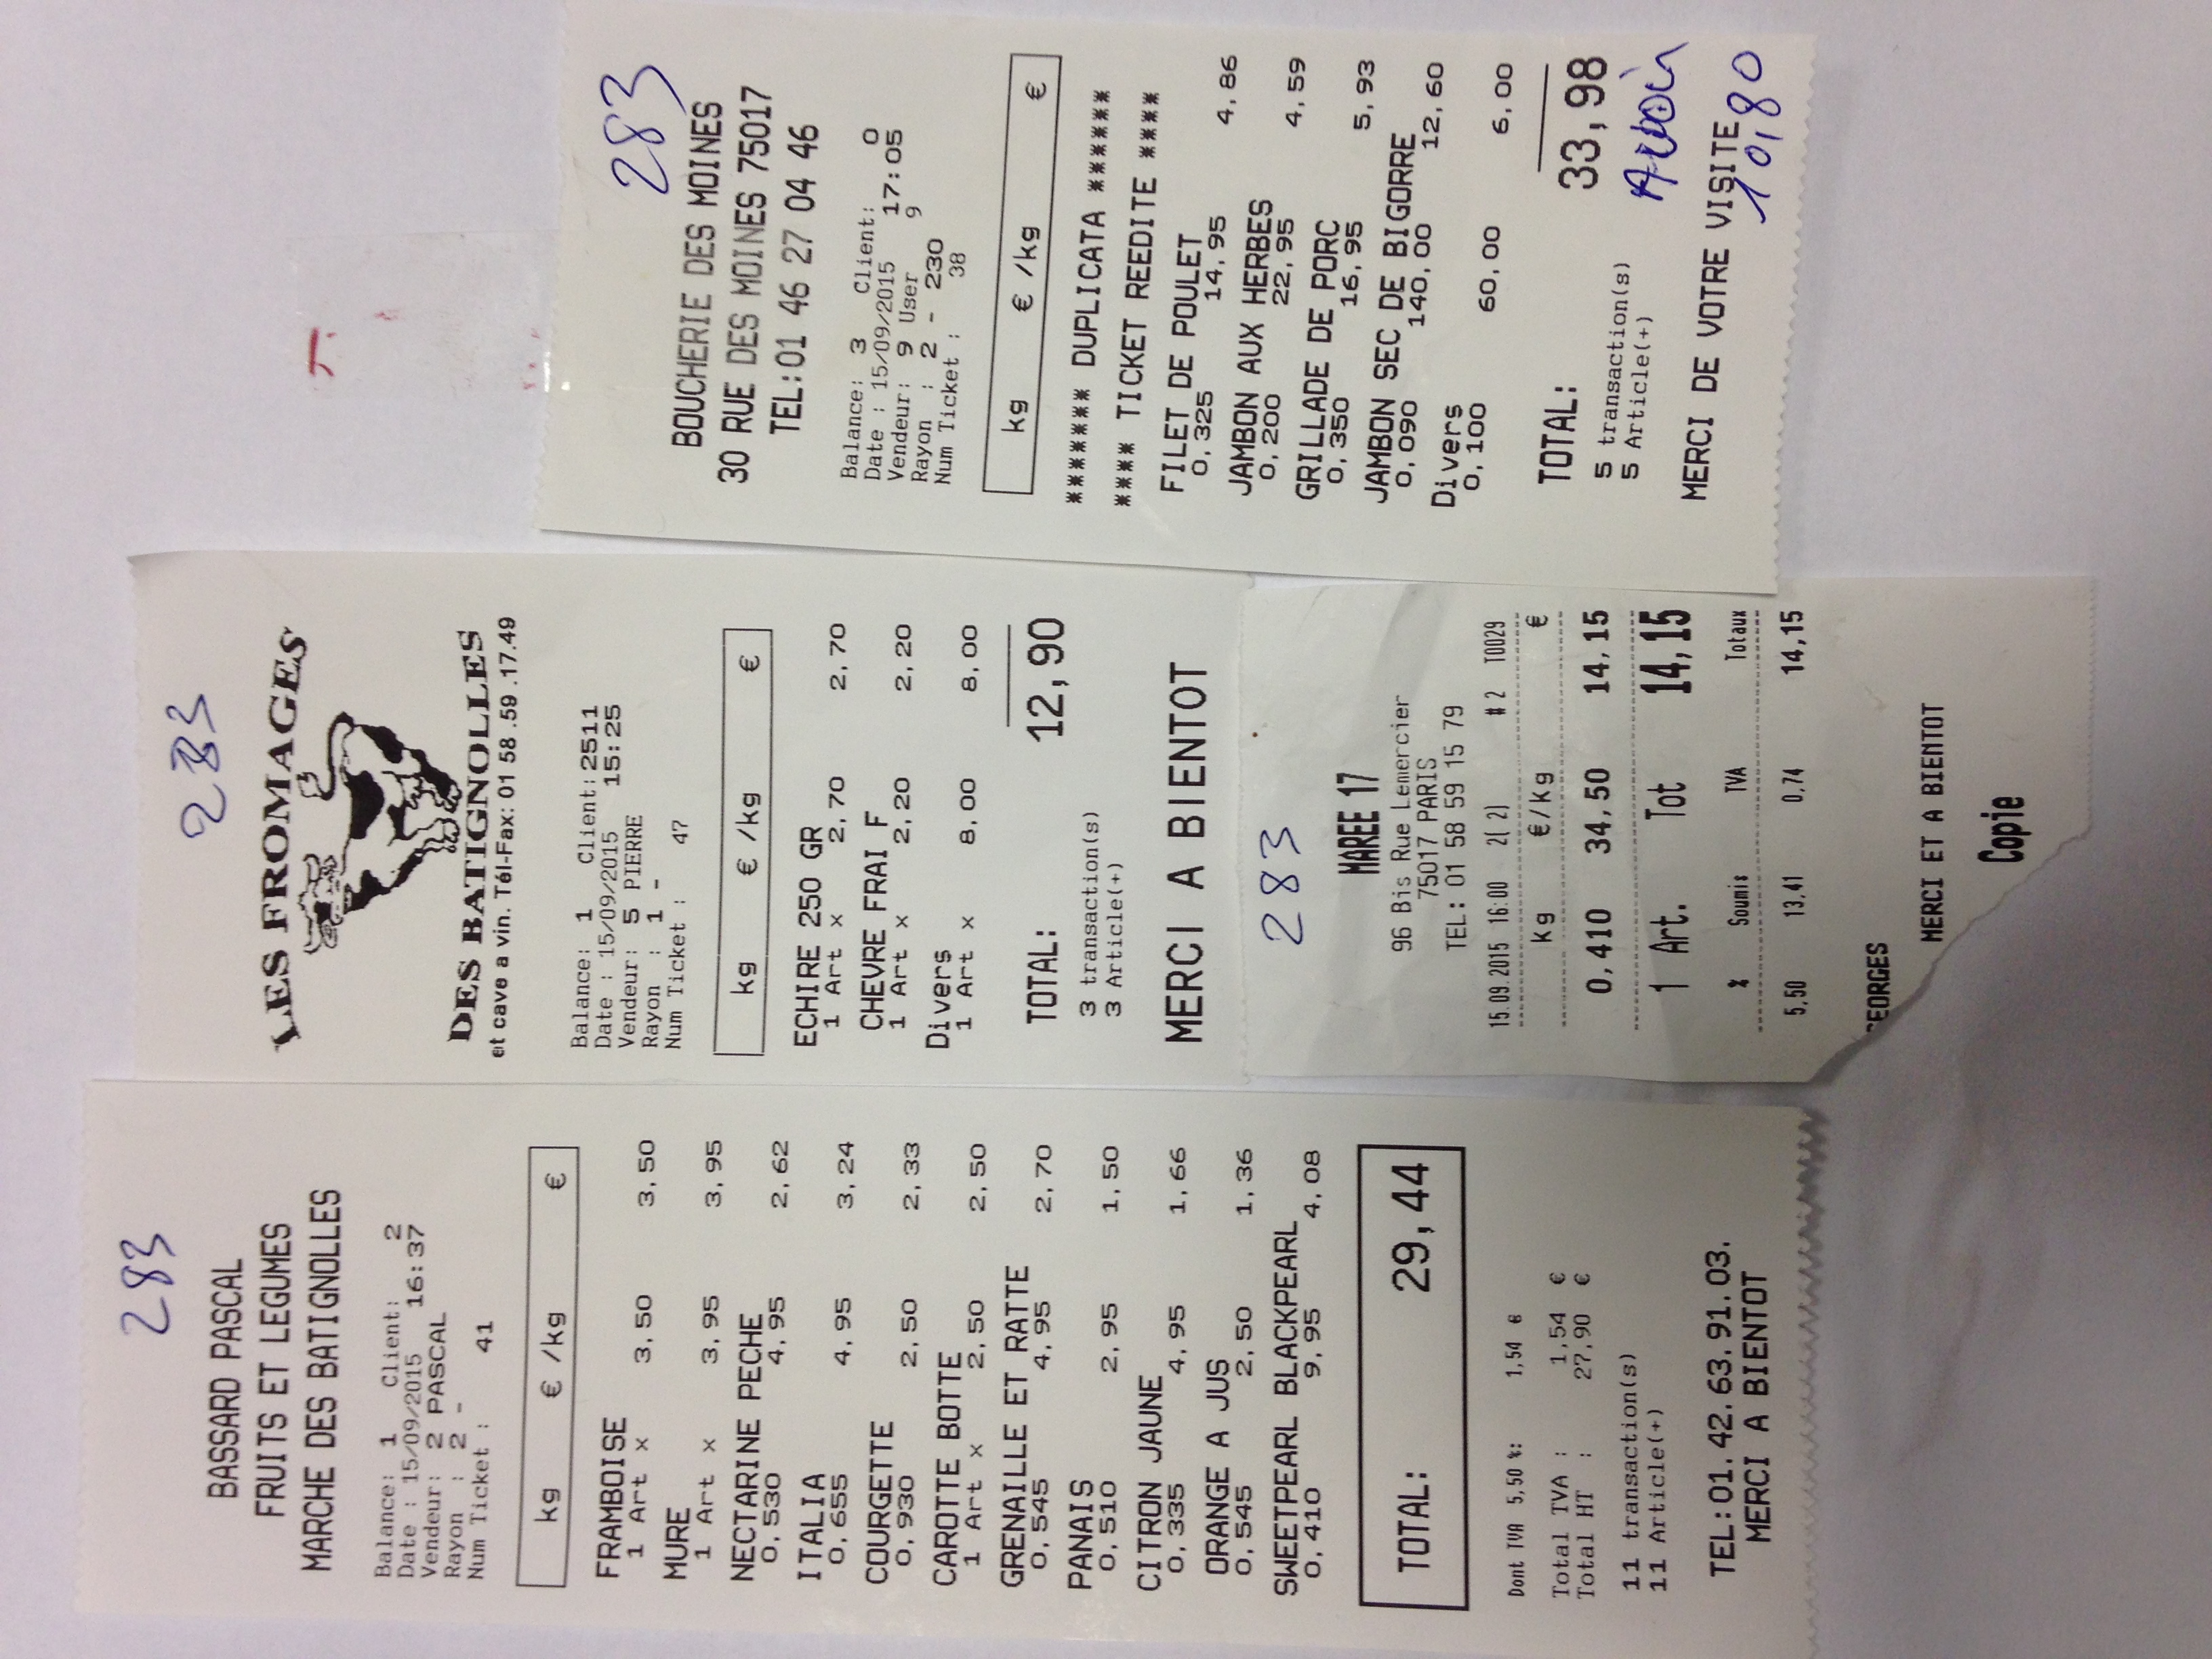 283
BASSARD PASCAL
FRUITS ET LEGUMES
MARCHE DES BATIGNOLLES
Balance: 1 Client: 2
Date : 15/09/2015 16:37
Vendeur: 2 PASCAL
Rayon : 2 -
Num Ticket : 41
kg € /kg €
FRAMBOISE
1 Art x 3,50 3,50
MURE
1 Art x 3,95 3,95
NECTARINE PECHE
0,530 4,95 2,62
ITALIA
0,655 4,95 3,24
COURGETTE
0,930 2,50 2,33
CAROTTE BOTTE
1 Art x 2,50 2,50
GRENAILLE ET RATTE
0,545 4,95 2,70
PANAIS
0,510 2,95 1,50
CITRON JAUNE
0,335 4,95 1,66
ORANGE A JUS
0,545 2,50 1,36
SWEETPEARL BLACKPEARL
0,410 9,95 4,08
TOTAL: 29,44
Dont TVA 5,50 %: 1,54 €
Total TVA : 1,54 €
Total HT : 27,90 €
11 transaction(s)
11 Article(+)
TEL:01.42.63.91.03.
MERCI A BIENTOT
283
LES FROMAGES
DES BATIGNOLLES
et cave a vin. Tél-Fax: 01 58 .59 .17.49
Balance: 1 Client:2511
Date : 15/09/2015 15:25
Vendeur: 5 PIERRE
Rayon : 1 -
Num Ticket : 47
kg € /kg €
ECHIRE 250 GR
1 Art x 2,70 2,70
CHEVRE FRAI F
1 Art x 2,20 2,20
Divers
1 Art x 8,00 8,00
TOTAL: 12,90
3 transaction(s)
3 Article(+)
MERCI A BIENTOT
283
MAREE 17
96 Bis Rue Lemercier
75017 PARIS
TEL: 01 58 59 15 79
15.09.2015 16:00 2( 2) # 2 T0029
kg €/kg €
0,410 34,50 14,15
1 Art. Tot 14,15
% Soumis TVA Totaux
5,50 13,41 0,74 14,15
GEORGES
MERCI ET A BIENTOT
Copie
283
BOUCHERIE DES MOINES
30 RUE DES MOINES 75017
TEL:01 46 27 04 46
Balance: 3 Client: 0
Date : 15/09/2015 17:05
Vendeur: 9 User 9
Rayon : 2 - 230
Num Ticket : 38
kg € /kg €
******* DUPLICATA ******
**** TICKET REEDITE ****
FILET DE POULET
0,325 14,95 4,86
JAMBON AUX HERBES
0,200 22,95 4,59
GRILLADE DE PORC
0,350 16,95 5,93
JAMBON SEC DE BIGORRE
0,090 140,00 12,60
Divers
0,100 60,00 6,00
TOTAL: 33,98
5 transaction(s)
5 Article(+)
Avoir
MERCI DE VOTRE VISITE
10,80